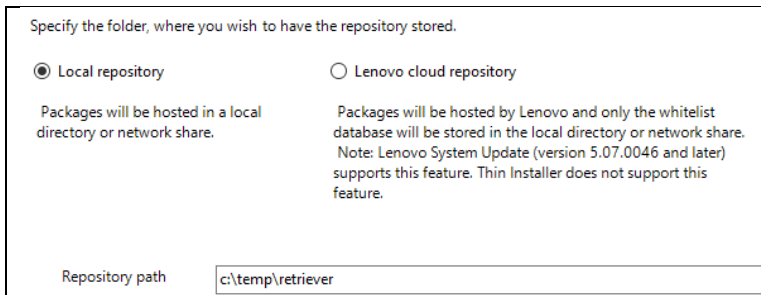 Specify the folder, where you wish to have the repository stored.
Local repository
Lenovo cloud repository
Packages will be hosted in a local
directory or network share.
Packages will be hosted by Lenovo and only the whitelist
database will be stored in the local directory or network share.
Note: Lenovo System Update (version 5.07.0046 and later)
supports this feature. Thin Installer does not support this
feature.
Repository path
c:\temp\retriever